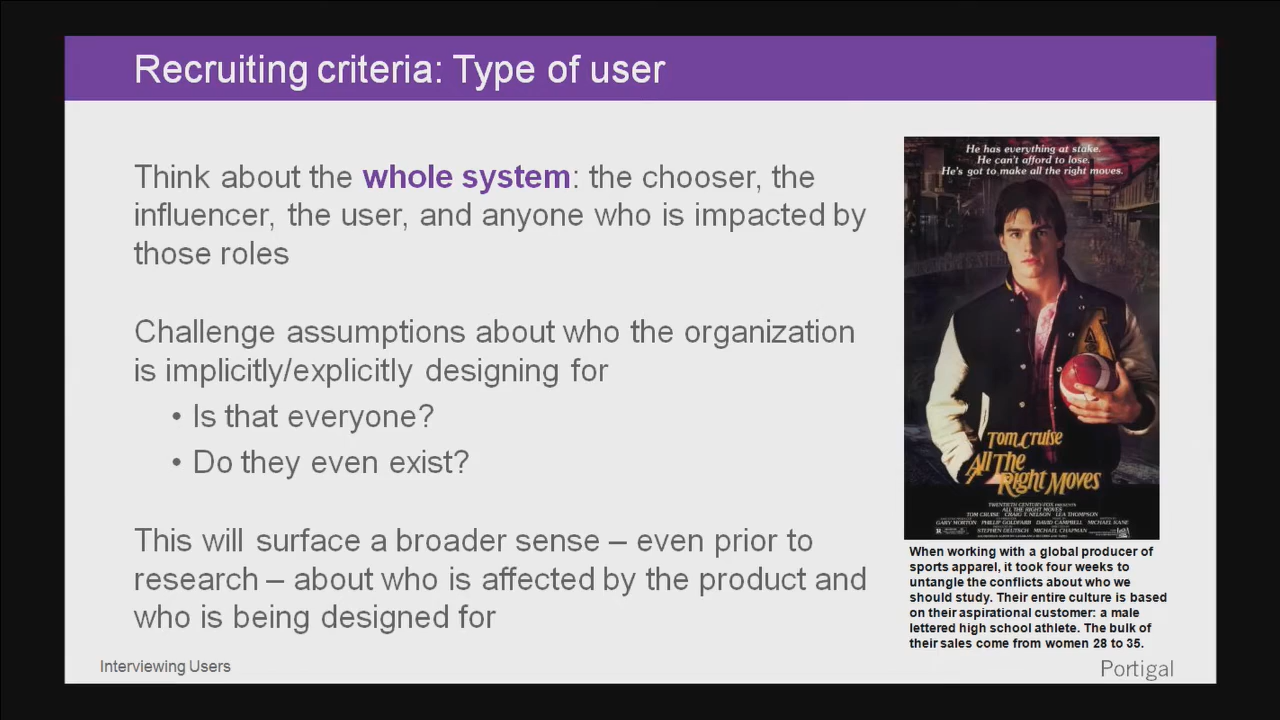 Recruiting criteria: Type of user
Think about the whole system: the chooser, the
influencer, the user, and anyone who is impacted by
those roles
Challenge assumptions about who the organization
is implicitly/explicitly designing for
• Is that everyone?
• Do they even exist?
This will surface a broader sense – even prior to
research – about who is affected by the product and
who is being designed for
He has everything at stake.
He can't afford to lose.
He's got to make all the right moves.
Tom Cruise
All The
Right Moves
TWENTIETH CENTURY-FOX PRESENTS
ALL THE RIGHT MOVES
TOM CRUISE CRAIG T. NELSON LEA THOMPSON
GARY MORTON PHILLIP GOLDFARB DAVID CAMPBELL MICHAEL KANE
STEPHEN DEUTSCH MICHAEL CHAPMAN
When working with a global producer of
sports apparel, it took four weeks to
untangle the conflicts about who we
should study. Their entire culture is based
on their aspirational customer: a male
lettered high school athlete. The bulk of
their sales come from women 28 to 35.
Interviewing Users
Portigal